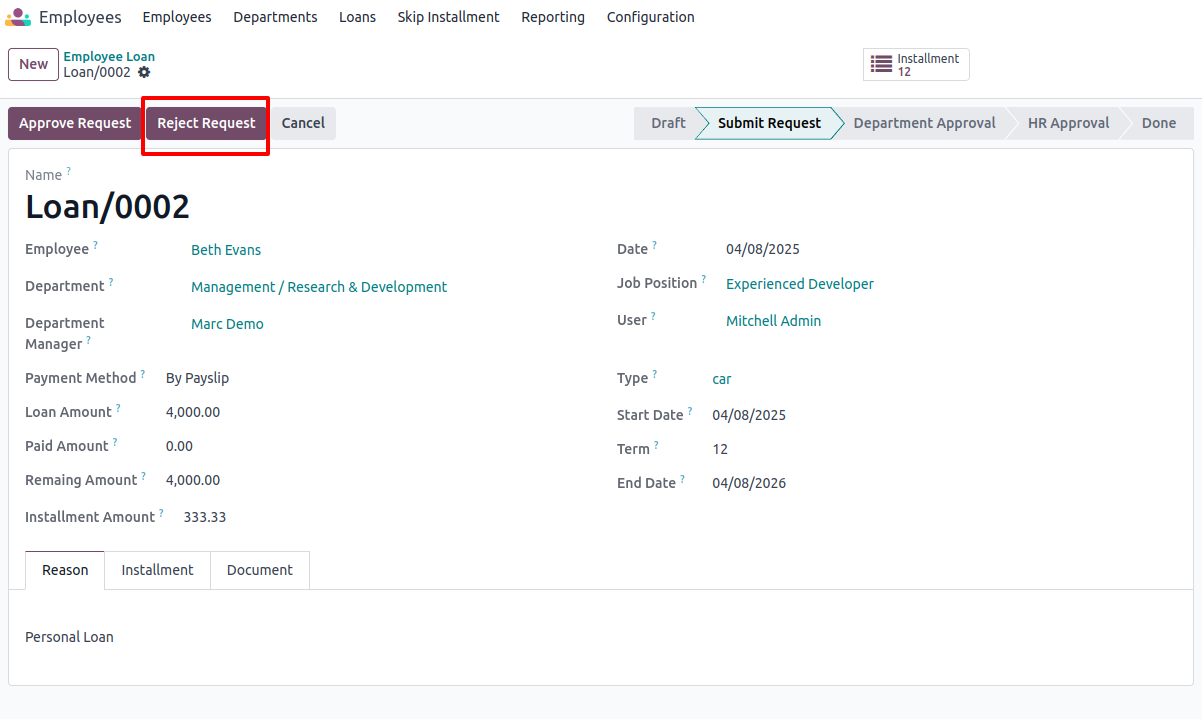 Employees Employees Departments Loans Skip Installment Reporting Configuration
New
Employee Loan
Loan/0002
Installment
12
Approve Request Reject Request Cancel
Draft Submit Request Department Approval HR Approval Done
Name ?
Loan/0002
Employee ? Beth Evans
Date ? 04/08/2025
Department ? Management / Research & Development
Job Position ? Experienced Developer
Department
Manager ? Marc Demo
User ? Mitchell Admin
Payment Method ? By Payslip
Type ? car
Loan Amount ? 4,000.00
Start Date ? 04/08/2025
Paid Amount ? 0.00
Term ? 12
Remaing Amount ? 4,000.00
End Date ? 04/08/2026
Installment Amount ? 333.33
Reason Installment Document
Personal Loan